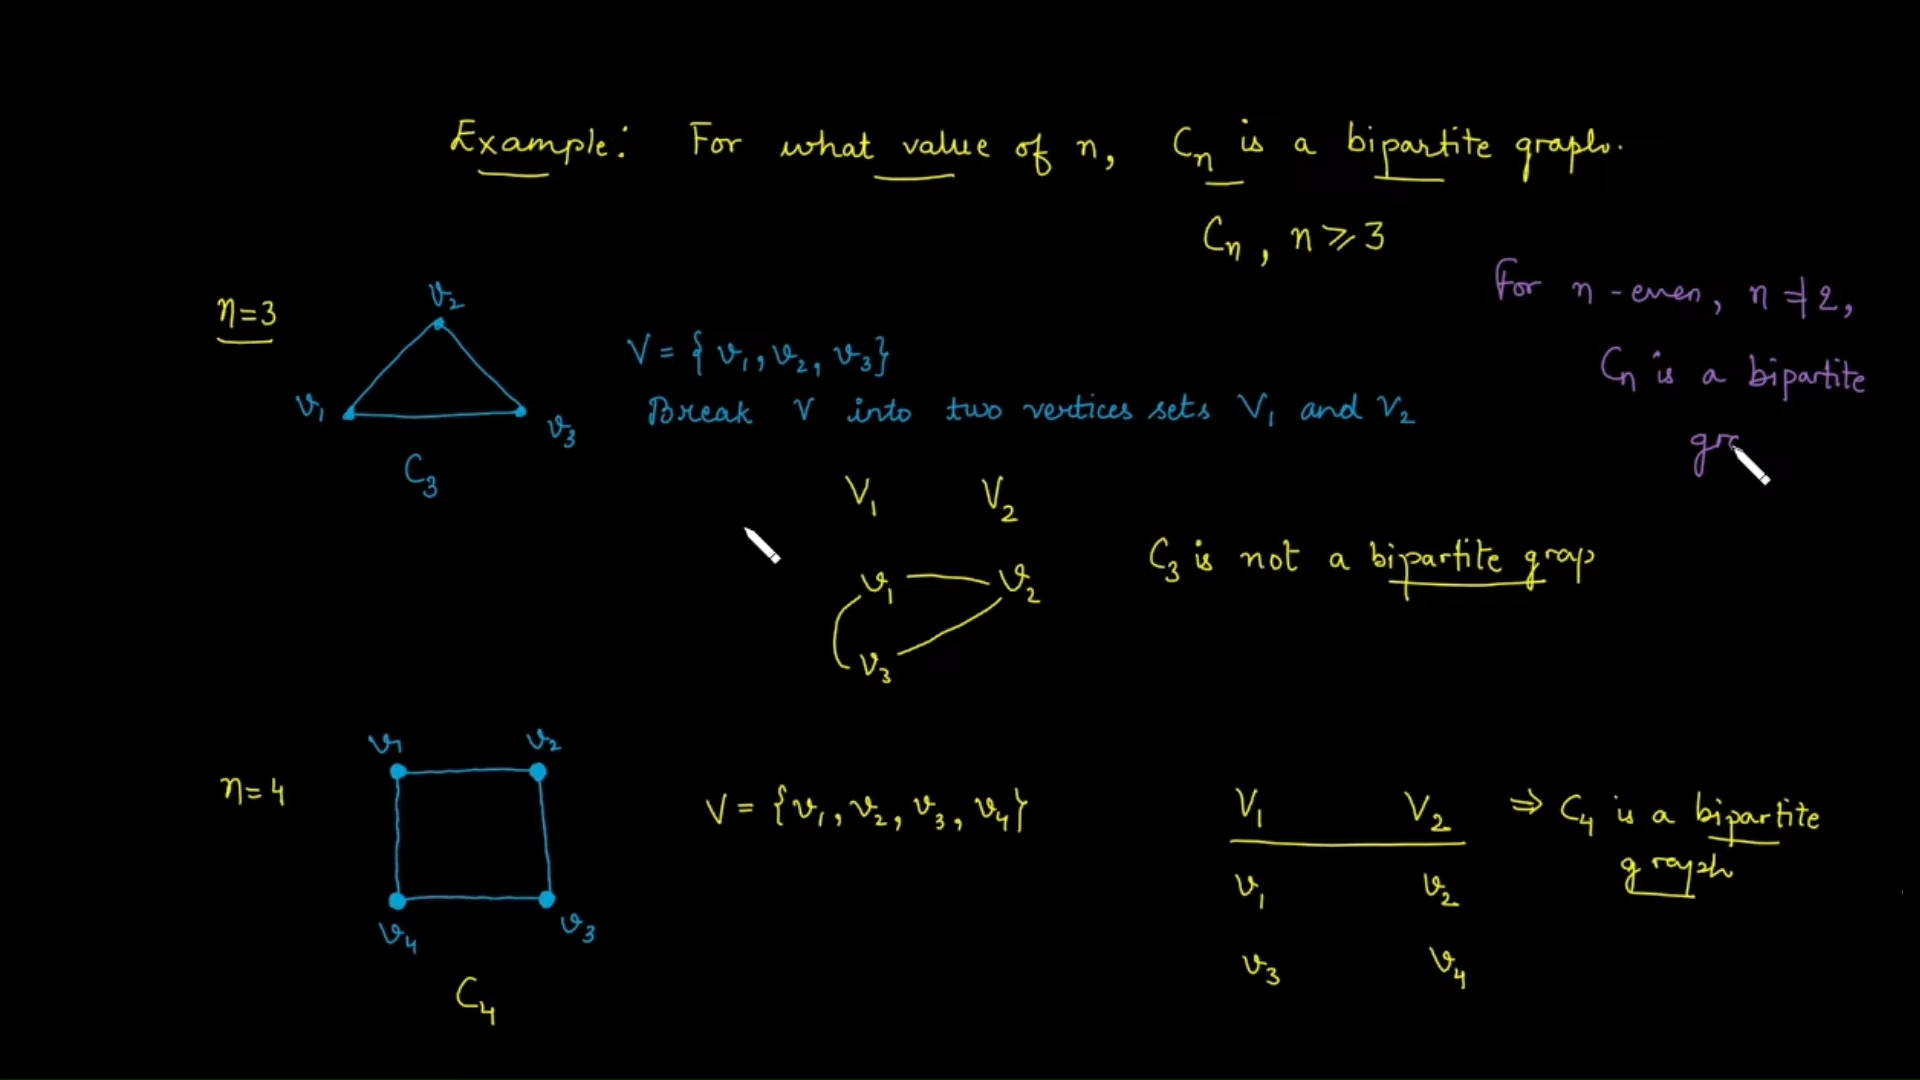 Example: For what value of n, Cn is a bipartite graph.
Cn, n ≥ 3
For n-even, n ≠ 2,
Cn is a bipartite
gra
n=3
v2
v1
v3
C3
V = {v1, v2, v3}
Break V into two vertices sets V1 and V2
V1 V2
v1 v2
v3
C3 is not a bipartite grap
n=4
v1 v2
v4 v3
C4
V = {v1, v2, v3, v4}
V1 V2 ⇒ C4 is a bipartite
graph
v1 v2
v3 v4